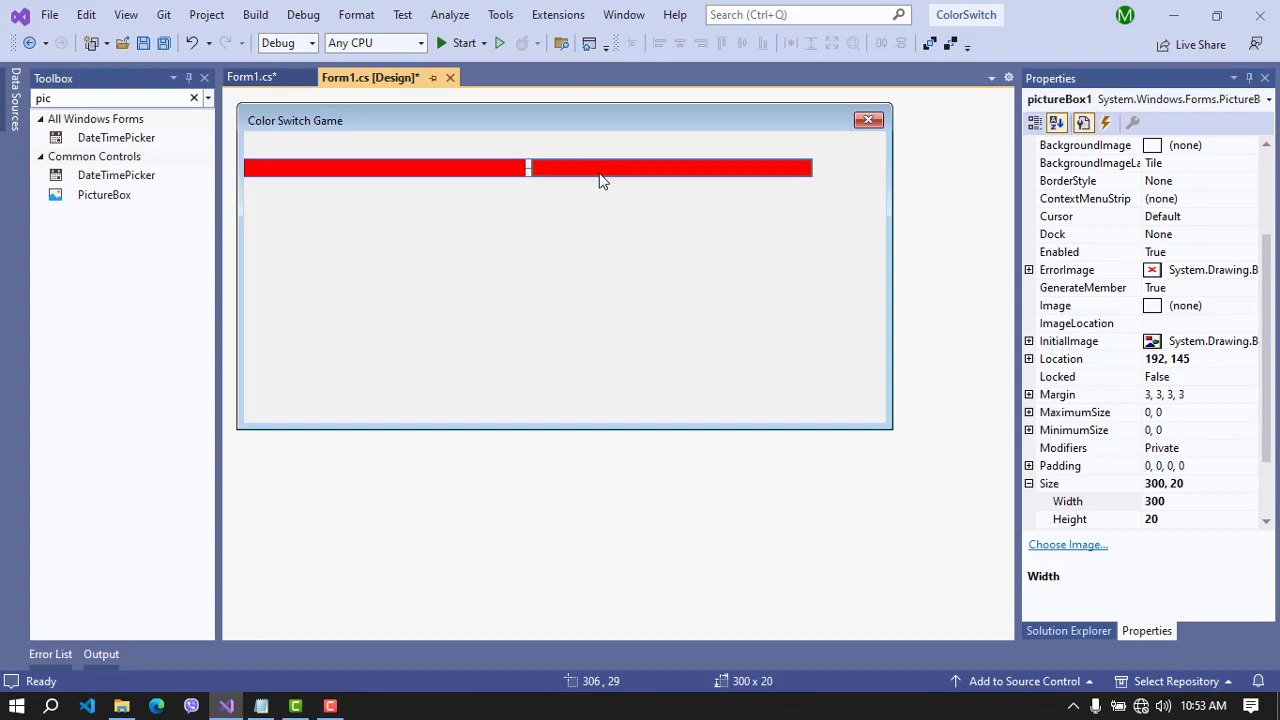 File Edit View Git Project Build Debug Format Test Analyze Tools Extensions Window Help Search (Ctrl+Q) ColorSwitch M
Debug Any CPU Start Live Share
Data Sources
Toolbox
pic
All Windows Forms
DateTimePicker
Common Controls
DateTimePicker
PictureBox
Form1.cs* Form1.cs [Design]*
Color Switch Game
Properties
pictureBox1 System.Windows.Forms.PictureB
BackgroundImage (none)
BackgroundImageLa Tile
BorderStyle None
ContextMenuStrip (none)
Cursor Default
Dock None
Enabled True
ErrorImage System.Drawing.B
GenerateMember True
Image (none)
ImageLocation
InitialImage System.Drawing.B
Location 192, 145
Locked False
Margin 3, 3, 3, 3
MaximumSize 0, 0
MinimumSize 0, 0
Modifiers Private
Padding 0, 0, 0, 0
Size 300, 20
Width 300
Height 20
Choose Image...
Width
Solution Explorer Properties
Error List Output
Ready 306 , 29 300 x 20 Add to Source Control Select Repository
10:53 AM